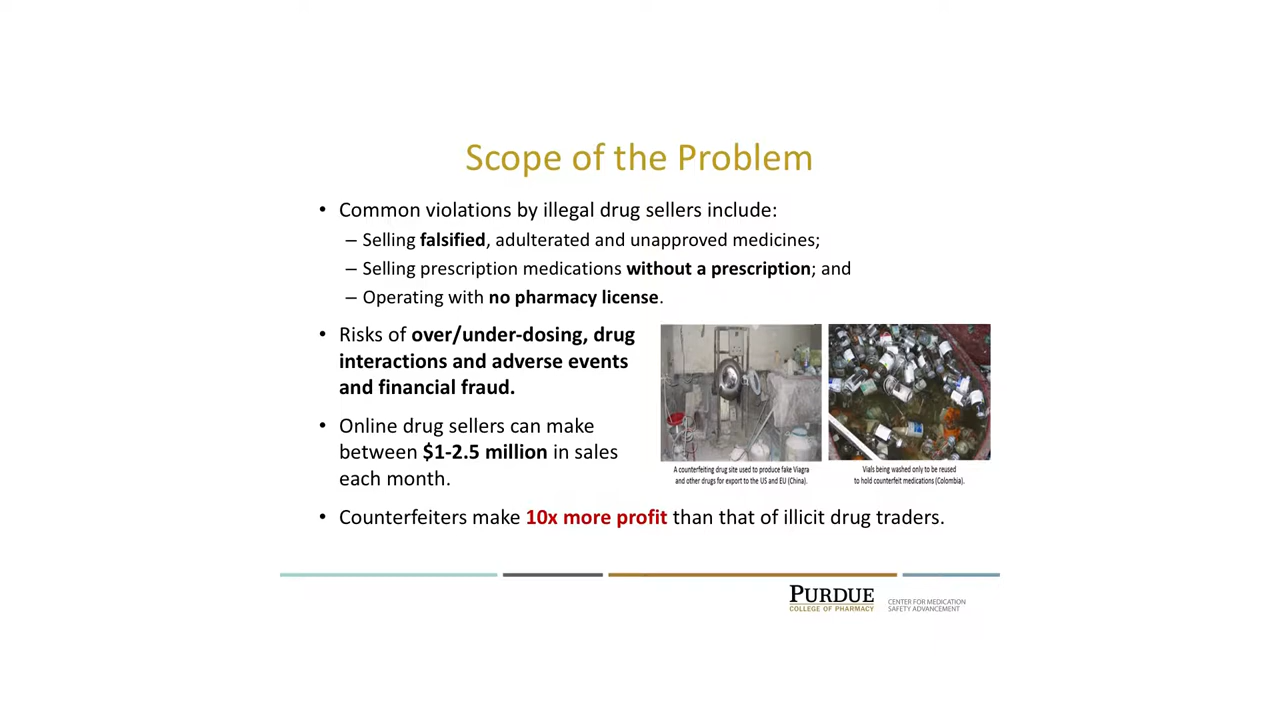 Scope of the Problem
• Common violations by illegal drug sellers include:
– Selling falsified, adulterated and unapproved medicines;
– Selling prescription medications without a prescription; and
– Operating with no pharmacy license.
• Risks of over/under-dosing, drug
interactions and adverse events
and financial fraud.
• Online drug sellers can make
between $1-2.5 million in sales
each month.
A counterfeiting drug site used to produce fake Viagra
and other drugs for export to the US and EU (China).
Vials being washed only to be reused
to hold counterfeit medications (Colombia).
• Counterfeiters make 10x more profit than that of illicit drug traders.
PURDUE
COLLEGE OF PHARMACY
CENTER FOR MEDICATION
SAFETY ADVANCEMENT